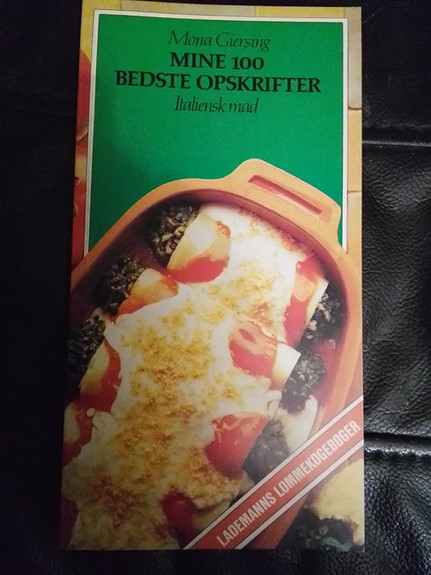 Mona Giersing
MINE 100
BEDSTE OPSKRIFTER
Italiensk mad
LADEMANNS LOMMEKOGEBØGER